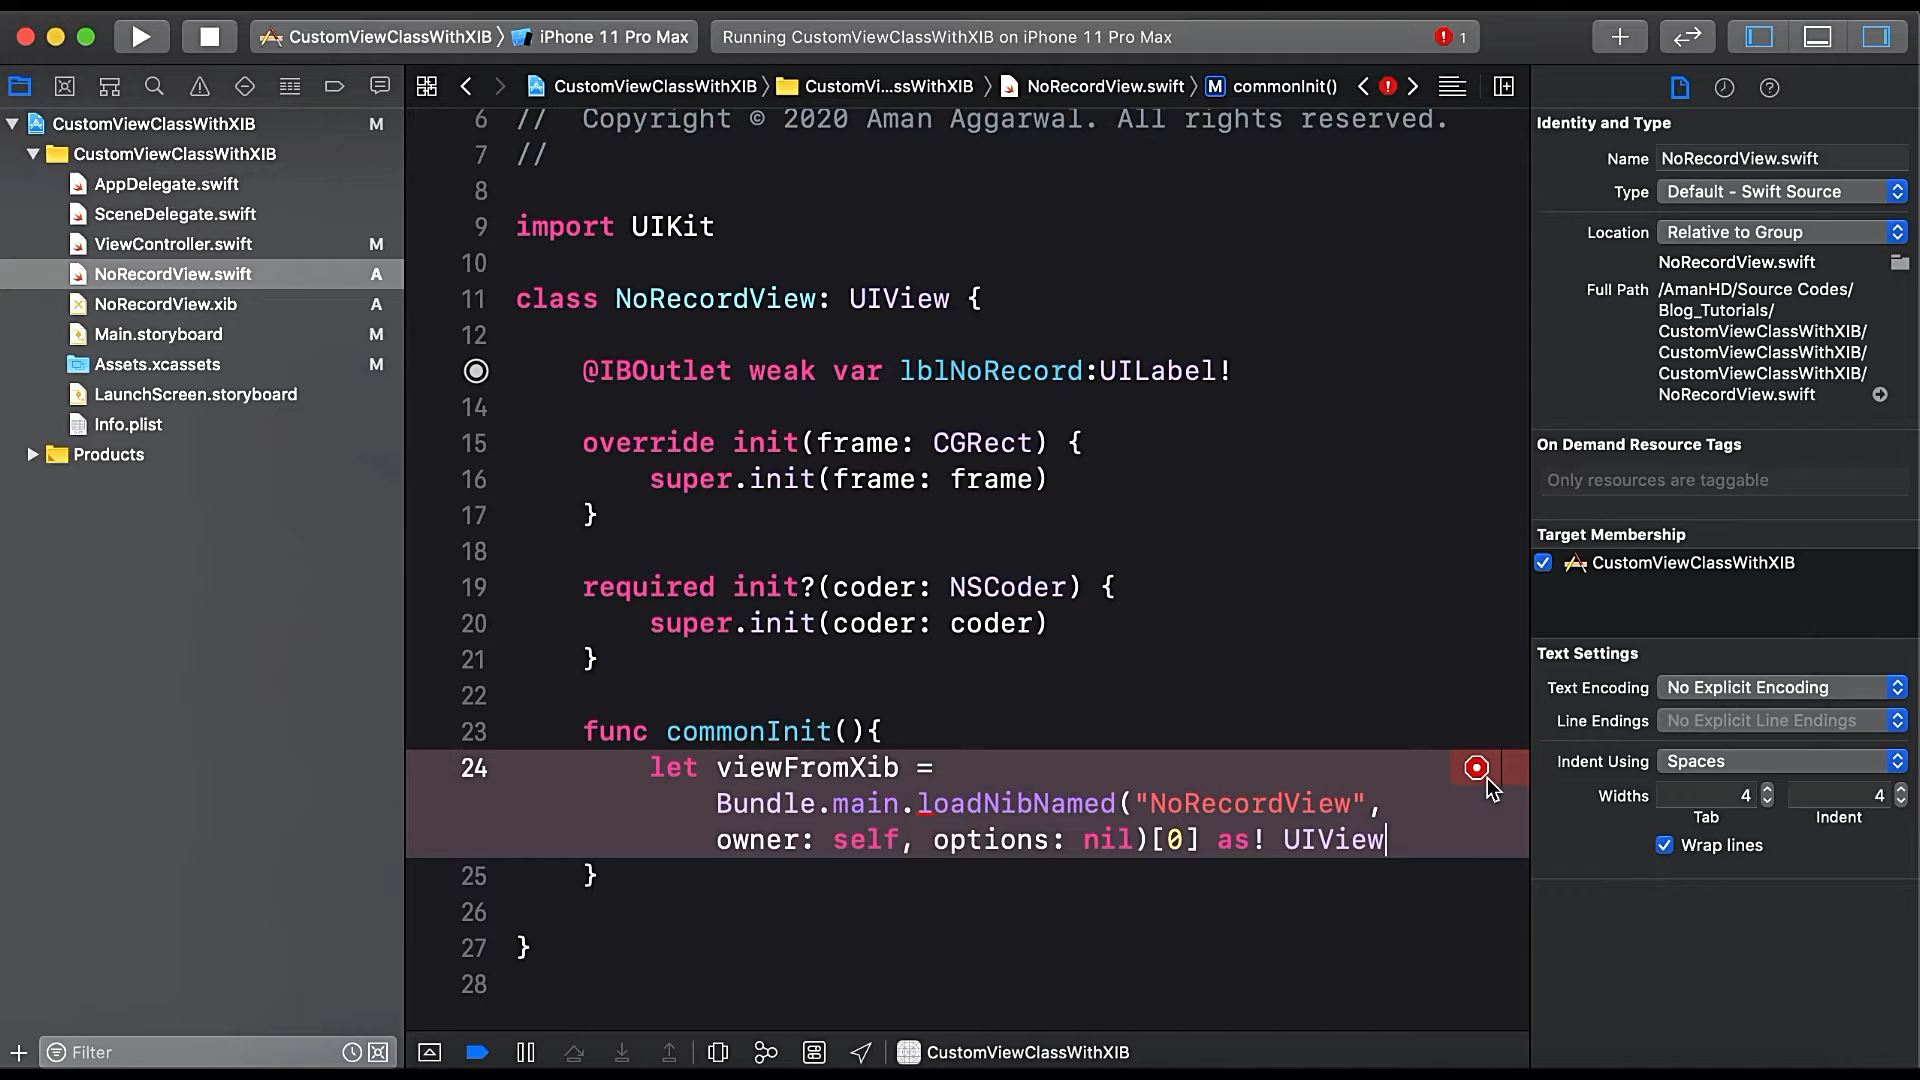 CustomViewClassWithXIB 〉 iPhone 11 Pro Max
Running CustomViewClassWithXIB on iPhone 11 Pro Max
1
CustomViewClassWithXIB 〉 CustomVi...ssWithXIB 〉 NoRecordView.swift 〉 M commonInit()
CustomViewClassWithXIB M
CustomViewClassWithXIB
AppDelegate.swift
SceneDelegate.swift
ViewController.swift M
NoRecordView.swift A
NoRecordView.xib A
Main.storyboard M
Assets.xcassets M
LaunchScreen.storyboard
Info.plist
Products
Filter
6 //  Copyright © 2020 Aman Aggarwal. All rights reserved.
7 //
8
9 import UIKit
10
11 class NoRecordView: UIView {
12
@IBOutlet weak var lblNoRecord:UILabel!
14
15 override init(frame: CGRect) {
16 super.init(frame: frame)
17 }
18
19 required init?(coder: NSCoder) {
20 super.init(coder: coder)
21 }
22
23 func commonInit(){
24 let viewFromXib =
Bundle.main.loadNibNamed("NoRecordView",
owner: self, options: nil)[0] as! UIView
25 }
26
27 }
28
CustomViewClassWithXIB
Identity and Type
Name NoRecordView.swift
Type Default - Swift Source
Location Relative to Group
NoRecordView.swift
Full Path /AmanHD/Source Codes/
Blog_Tutorials/
CustomViewClassWithXIB/
CustomViewClassWithXIB/
CustomViewClassWithXIB/
NoRecordView.swift
On Demand Resource Tags
Only resources are taggable
Target Membership
CustomViewClassWithXIB
Text Settings
Text Encoding No Explicit Encoding
Line Endings No Explicit Line Endings
Indent Using Spaces
Widths 4 4
Tab Indent
Wrap lines